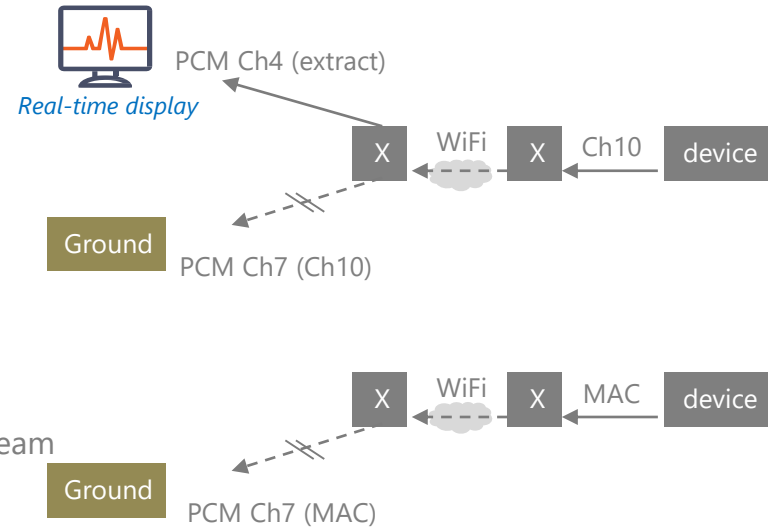 PCM Ch4 (extract)
Real-time display
X
WiFi
X
Ch10
device
Ground
PCM Ch7 (Ch10)
X
WiFi
X
MAC
device
eam
Ground
PCM Ch7 (MAC)